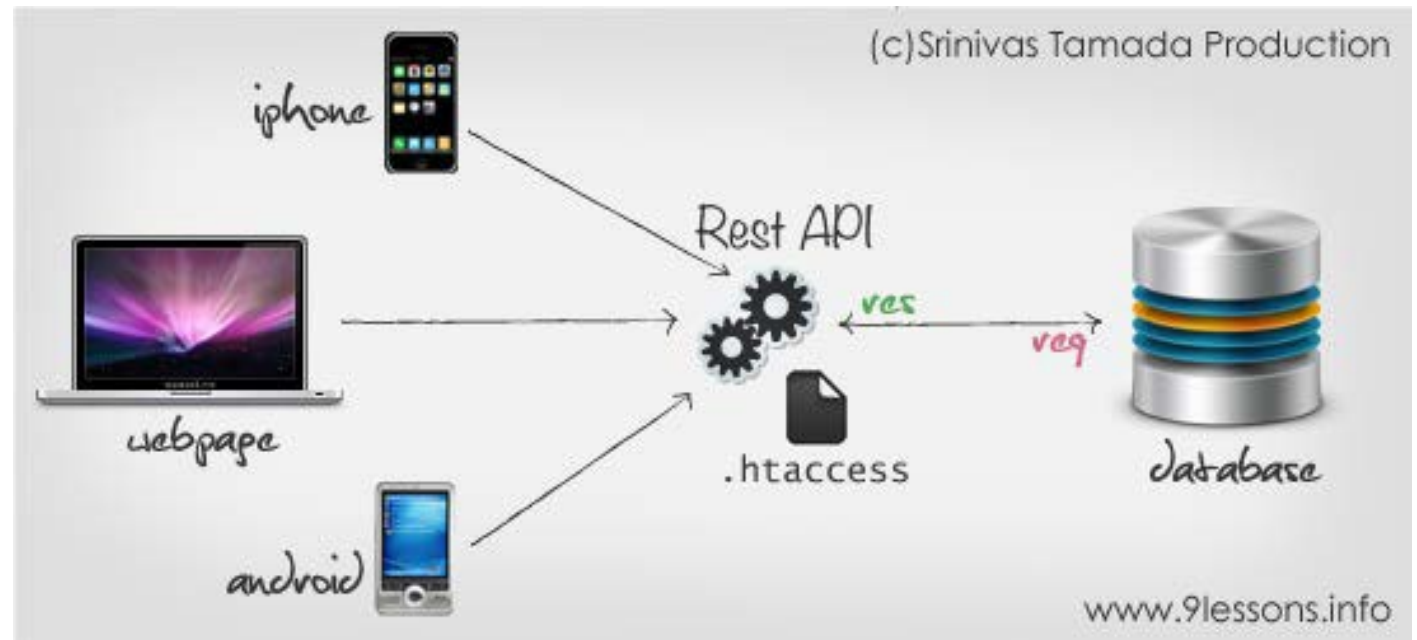 (c)Srinivas Tamada Production
iphone
Rest API
res
req
webpage
.htaccess
database
android
www.9lessons.info